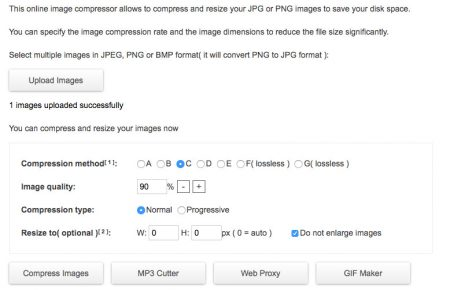 This online image compressor allows to compress and resize your JPG or PNG images to save your disk space.
You can specify the image compression rate and the image dimensions to reduce the file size significantly.
Select multiple images in JPEG, PNG or BMP format( it will convert PNG to JPG format ):
Upload Images
1 images uploaded successfully
You can compress and resize your images now
Compression method[1]: A B C D E F( lossless ) G( lossless )
Image quality: 90 % - +
Compression type: Normal Progressive
Resize to( optional )[2]: W: 0 H: 0 px ( 0 = auto ) Do not enlarge images
Compress Images MP3 Cutter Web Proxy GIF Maker